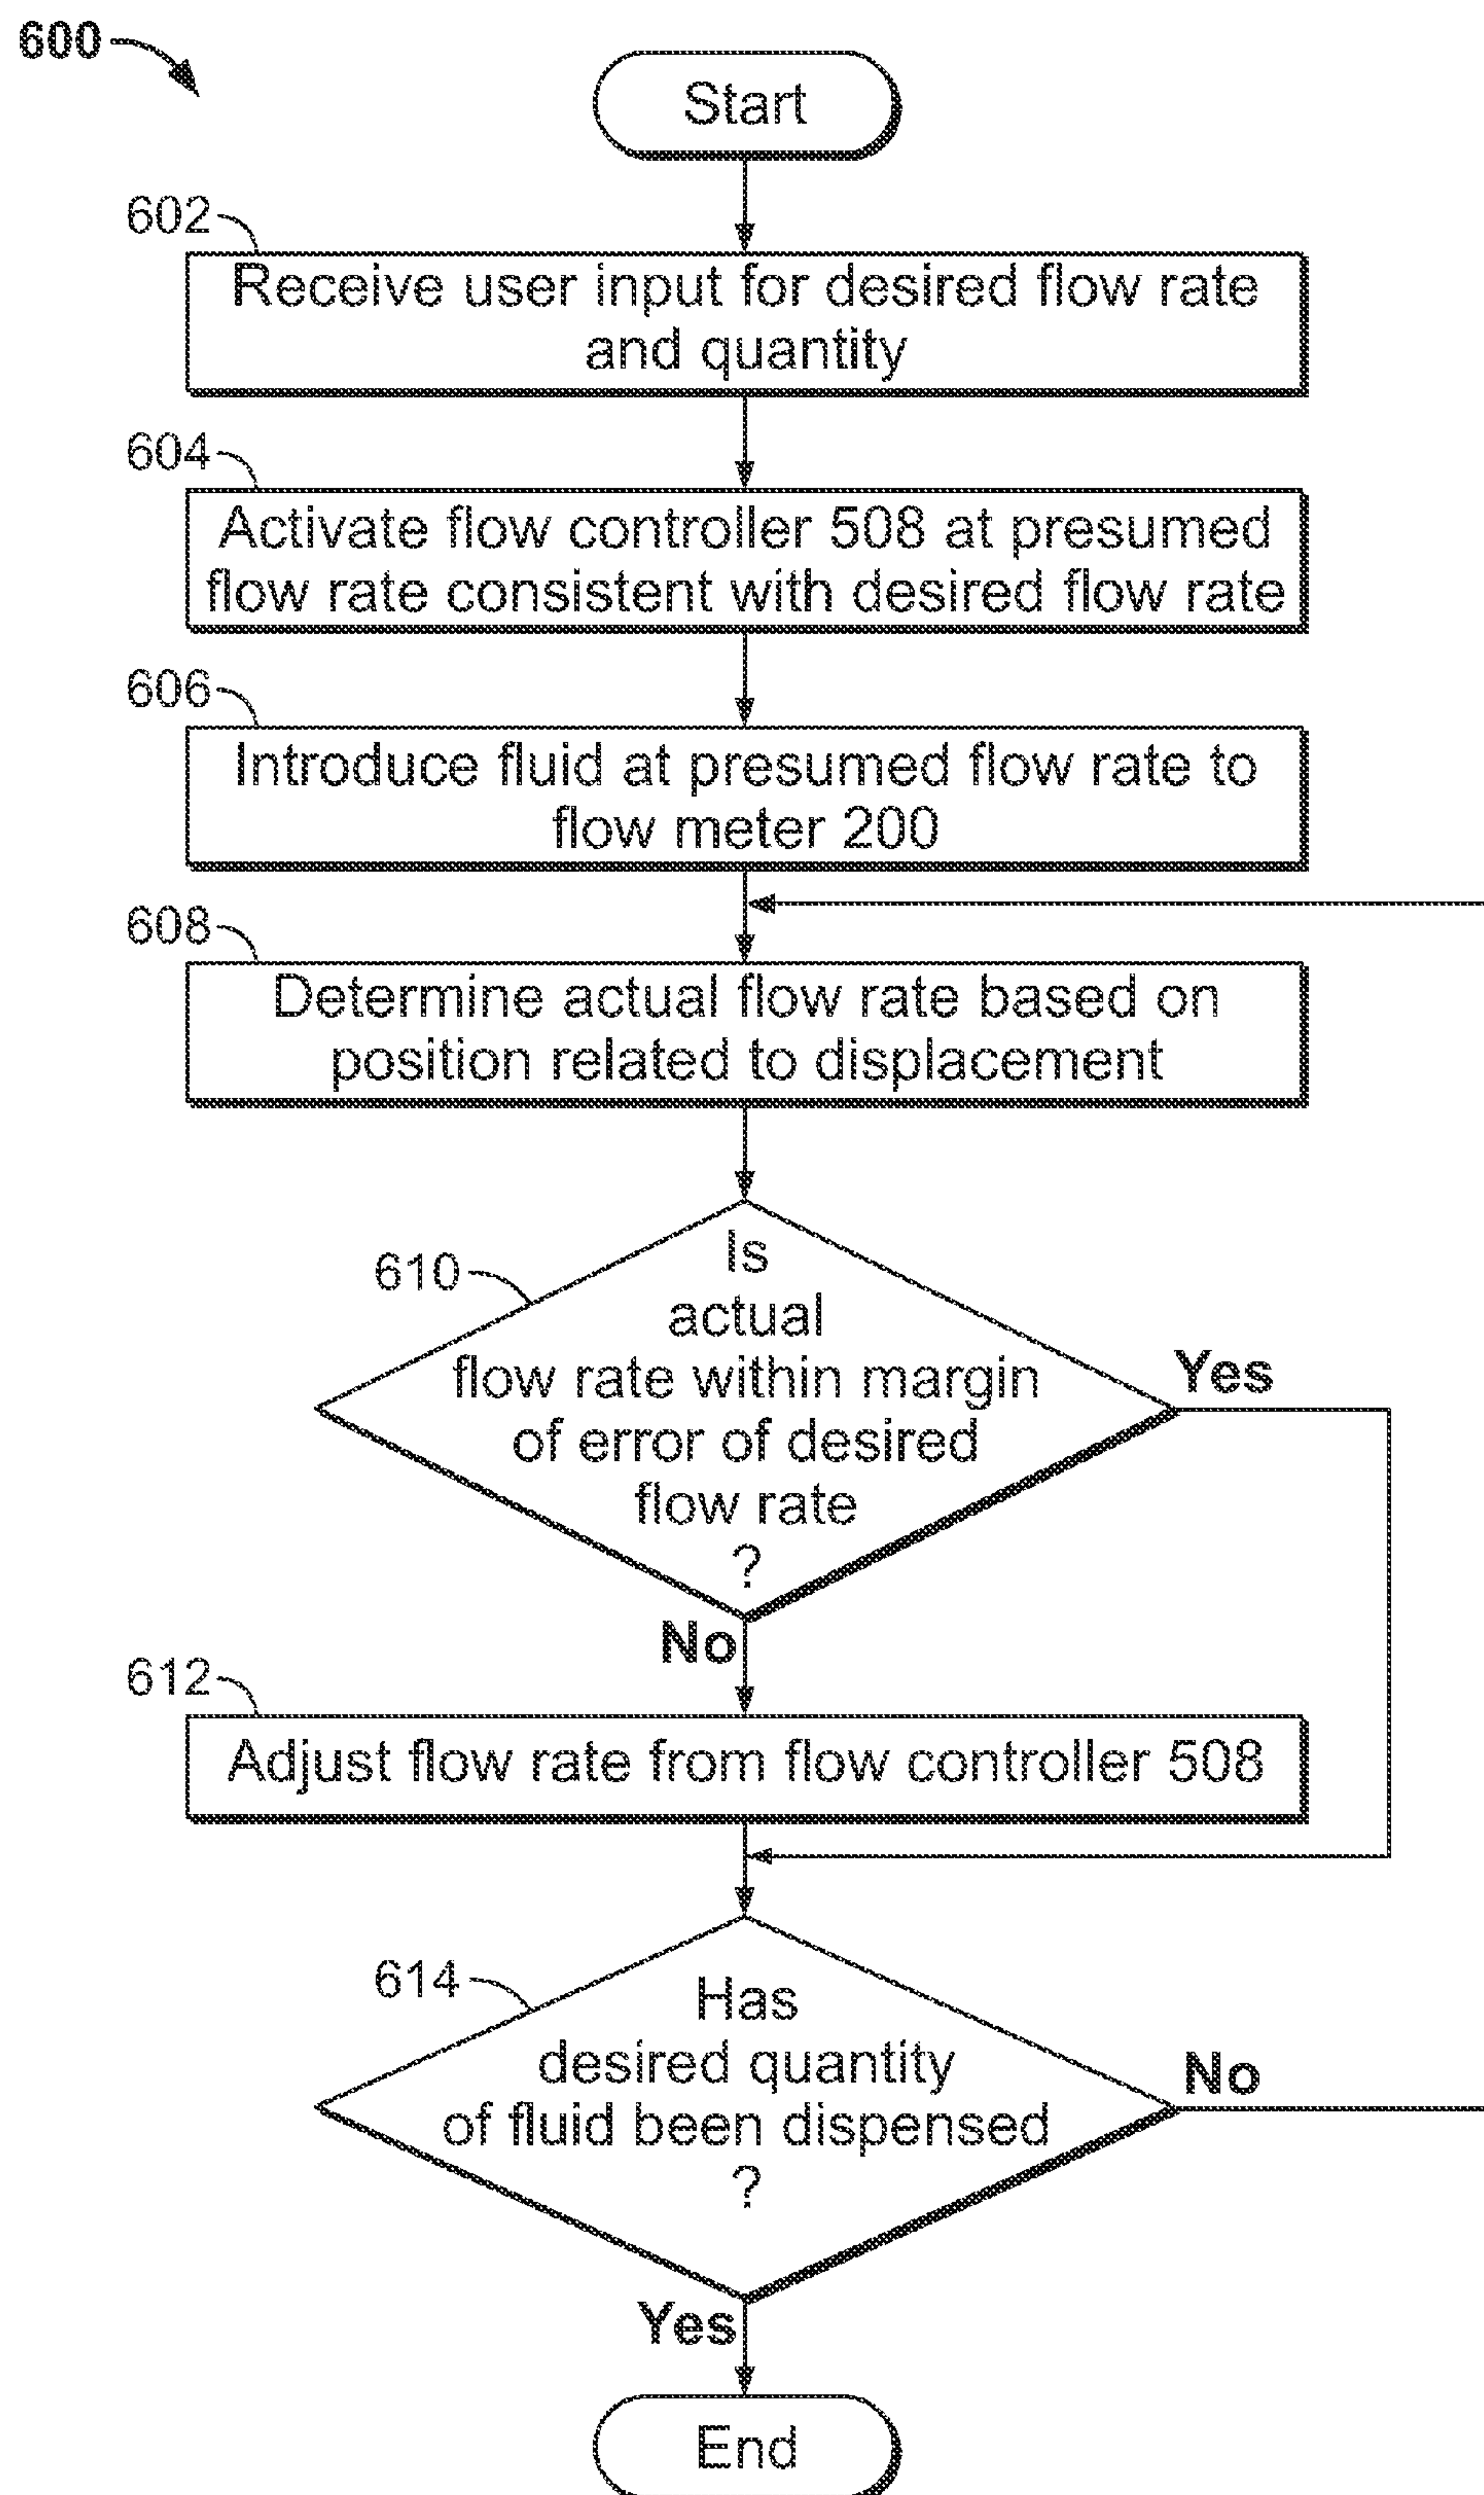 600
Start
602
Receive user input for desired flow rate
and quantity
604
Activate flow controller 508 at presumed
flow rate consistent with desired flow rate
606
Introduce fluid at presumed flow rate to
flow meter 200
608
Determine actual flow rate based on
position related to displacement
610
Is
actual
flow rate within margin
of error of desired
flow rate
?
Yes
No
612
Adjust flow rate from flow controller 508
614
Has
desired quantity
of fluid been dispensed
?
No
Yes
End